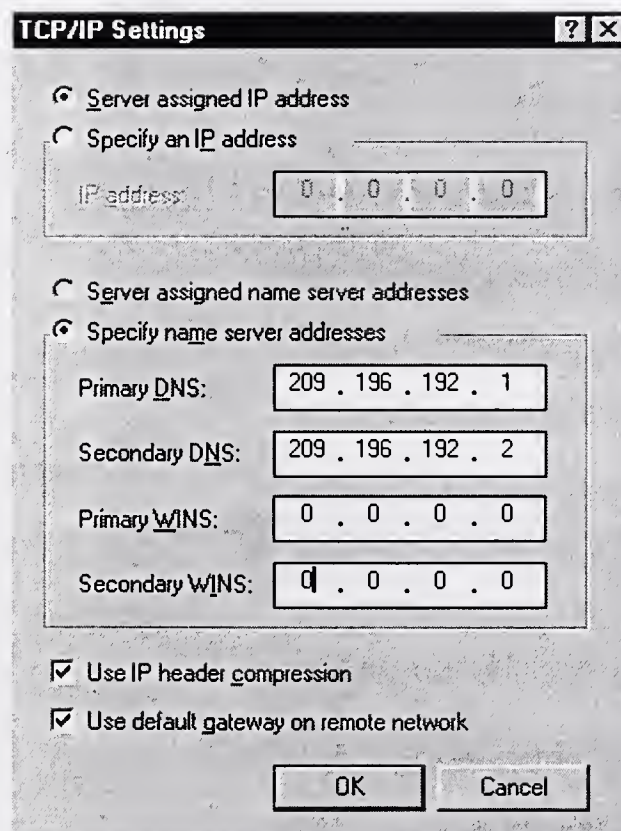 TCP/IP Settings ? X
Server assigned IP address
Specify an IP address
IP address: 0 . 0 . 0 . 0
Server assigned name server addresses
Specify name server addresses
Primary DNS: 209 . 196 . 192 . 1
Secondary DNS: 209 . 196 . 192 . 2
Primary WINS: 0 . 0 . 0 . 0
Secondary WINS: 0 . 0 . 0 . 0
Use IP header compression
Use default gateway on remote network
OK Cancel